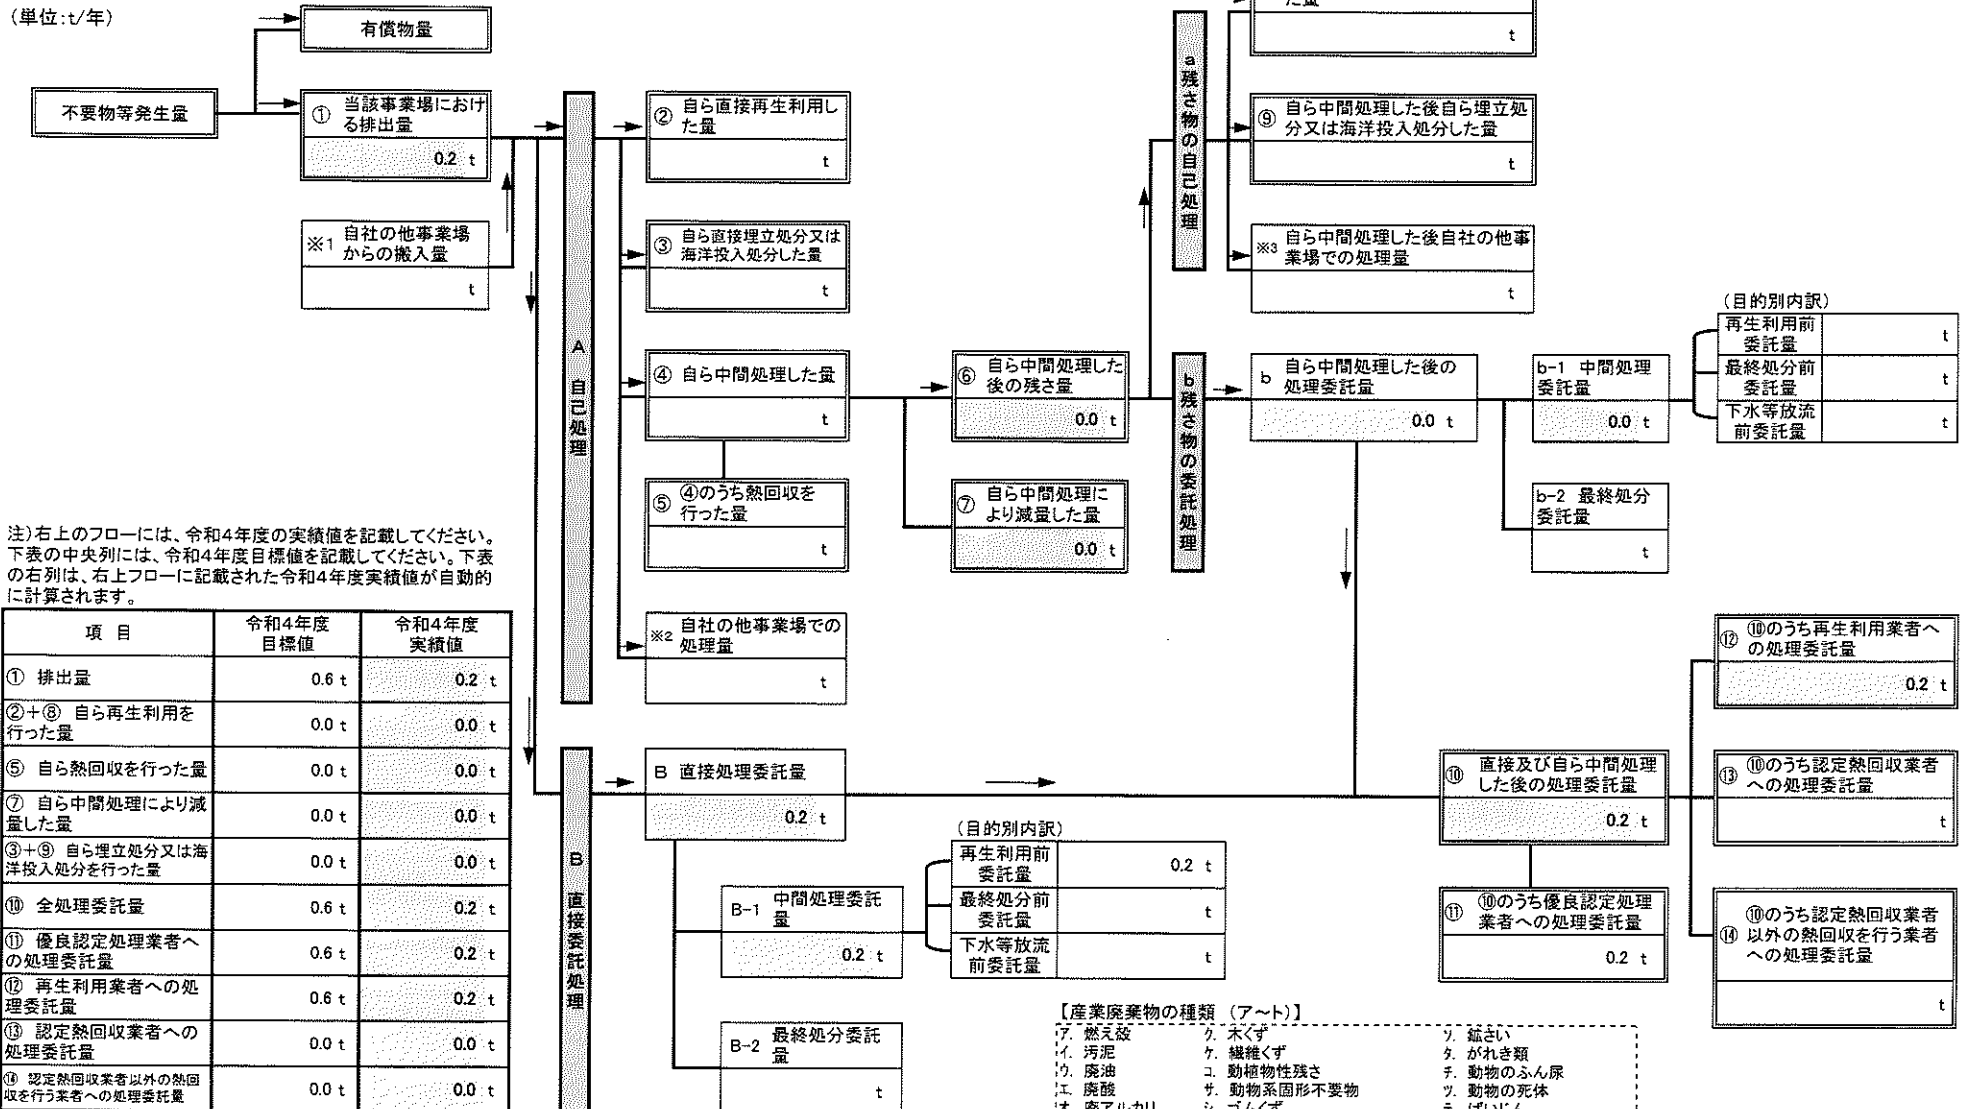 (単位:t/年)
有償物量
不要物等発生量
① 当該事業場におけ
る排出量
0.2 t
※1 自社の他事業場
からの搬入量
t
A 自己処理
② 自ら直接再生利用し
た量
t
③ 自ら直接埋立処分又は
海洋投入処分した量
t
④ 自ら中間処理した量
t
⑤ ④のうち熱回収を
行った量
t
※2 自社の他事業場での
処理量
t
⑥ 自ら中間処理した
後の残さ量
0.0 t
⑦ 自ら中間処理に
より減量した量
0.0 t
a 残さ物の自己処理
た量
t
⑨ 自ら中間処理した後自ら埋立処
分又は海洋投入処分した量
t
※3 自ら中間処理した後自社の他事
業場での処理量
t
b 残さ物の委託処理
b 自ら中間処理した後の
処理委託量
0.0 t
b-1 中間処理
委託量
0.0 t
(目的別内訳)
再生利用前
委託量
t
最終処分前
委託量
t
下水等放流
前委託量
t
b-2 最終処分
委託量
t
注)右上のフローには、令和4年度の実績値を記載してください。
下表の中央列には、令和4年度目標値を記載してください。下表
の右列は、右上フローに記載された令和4年度実績値が自動的
に計算されます。
項 目
令和4年度
目標値
令和4年度
実績値
① 排出量 0.6 t 0.2 t
②+⑧ 自ら再生利用を
行った量 0.0 t 0.0 t
⑤ 自ら熱回収を行った量 0.0 t 0.0 t
⑦ 自ら中間処理により減
量した量 0.0 t 0.0 t
③+⑨ 自ら埋立処分又は海
洋投入処分を行った量 0.0 t 0.0 t
⑩ 全処理委託量 0.6 t 0.2 t
⑪ 優良認定処理業者へ
の処理委託量 0.6 t 0.2 t
⑫ 再生利用業者への処
理委託量 0.6 t 0.2 t
⑬ 認定熱回収業者への
処理委託量 0.0 t 0.0 t
⑭ 認定熱回収業者以外の熱回
収を行う業者への処理委託量 0.0 t 0.0 t
B 直接委託処理
B 直接処理委託量
0.2 t
B-1 中間処理委託
量
0.2 t
(目的別内訳)
再生利用前
委託量
0.2 t
最終処分前
委託量
t
下水等放流
前委託量
t
B-2 最終処分委託
量
t
⑩ 直接及び自ら中間処理
した後の処理委託量
0.2 t
⑪ ⑩のうち優良認定処理
業者への処理委託量
0.2 t
⑫ ⑩のうち再生利用業者へ
の処理委託量
0.2 t
⑬ ⑩のうち認定熱回収業者
への処理委託量
t
⑭ ⑩のうち認定熱回収業者
以外の熱回収を行う業者
への処理委託量
t
【産業廃棄物の種類 (ア~ト)】
ア. 燃え殻 ク. 木くず ソ. 鉱さい
イ. 汚泥 ケ. 繊維くず タ. がれき類
ウ. 廃油 コ. 動植物性残さ チ. 動物のふん尿
エ. 廃酸 サ. 動物系固形不要物 ツ. 動物の死体
オ. 廃アルカリ シ. ゴムくず テ. ばいじん